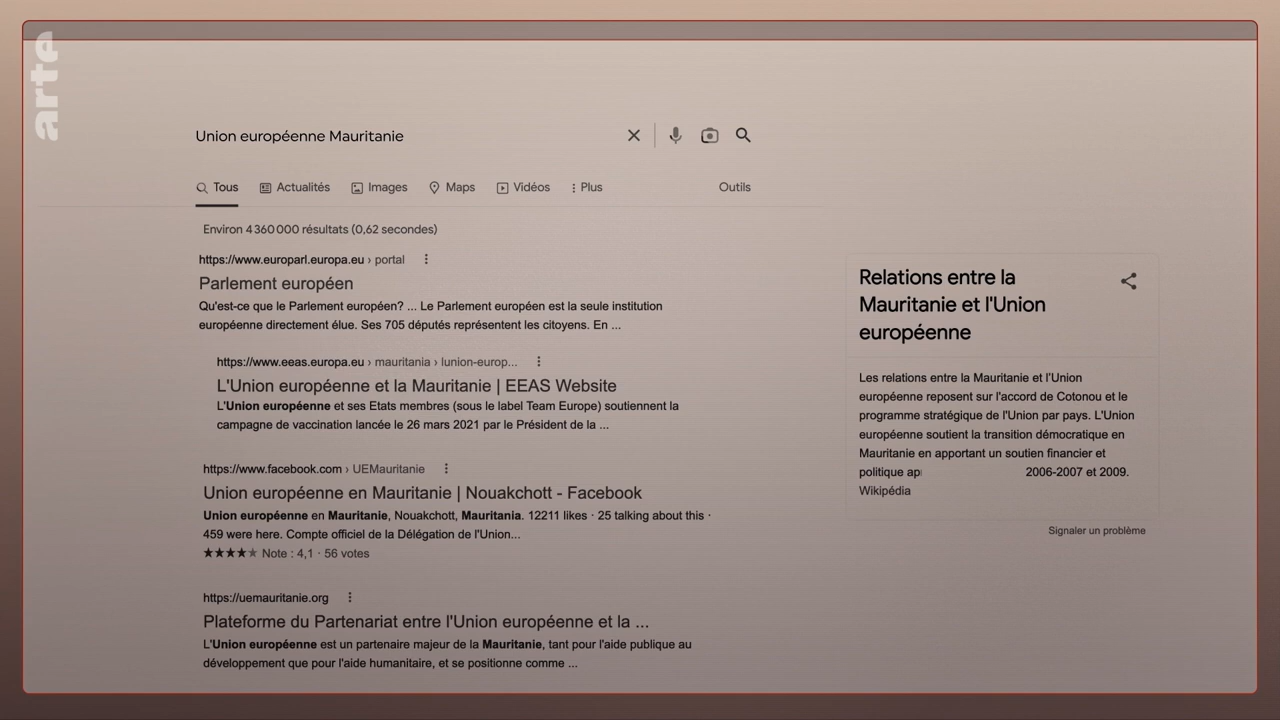 arte
Union européenne Mauritanie
Tous Actualités Images Maps Vidéos Plus Outils
Environ 4 360 000 résultats (0,62 secondes)
https://www.europarl.europa.eu › portal
Parlement européen
Qu'est-ce que le Parlement européen? ... Le Parlement européen est la seule institution
européenne directement élue. Ses 705 députés représentent les citoyens. En ...
https://www.eeas.europa.eu › mauritania › lunion-europ...
L'Union européenne et la Mauritanie | EEAS Website
L'Union européenne et ses Etats membres (sous le label Team Europe) soutiennent la
campagne de vaccination lancée le 26 mars 2021 par le Président de la ...
https://www.facebook.com › UEMauritanie
Union européenne en Mauritanie | Nouakchott - Facebook
Union européenne en Mauritanie, Nouakchott, Mauritania. 12211 likes · 25 talking about this ·
459 were here. Compte officiel de la Délégation de l'Union...
★★★★★ Note : 4,1 · 56 votes
https://uemauritanie.org
Plateforme du Partenariat entre l'Union européenne et la ...
L'Union européenne est un partenaire majeur de la Mauritanie, tant pour l'aide publique au
développement que pour l'aide humanitaire, et se positionne comme ...
Relations entre la
Mauritanie et l'Union
européenne
Les relations entre la Mauritanie et l'Union
européenne reposent sur l'accord de Cotonou et le
programme stratégique de l'Union par pays. L'Union
européenne soutient la transition démocratique en
Mauritanie en apportant un soutien financier et
politique 2006-2007 et 2009.
Wikipédia
Signaler un problème